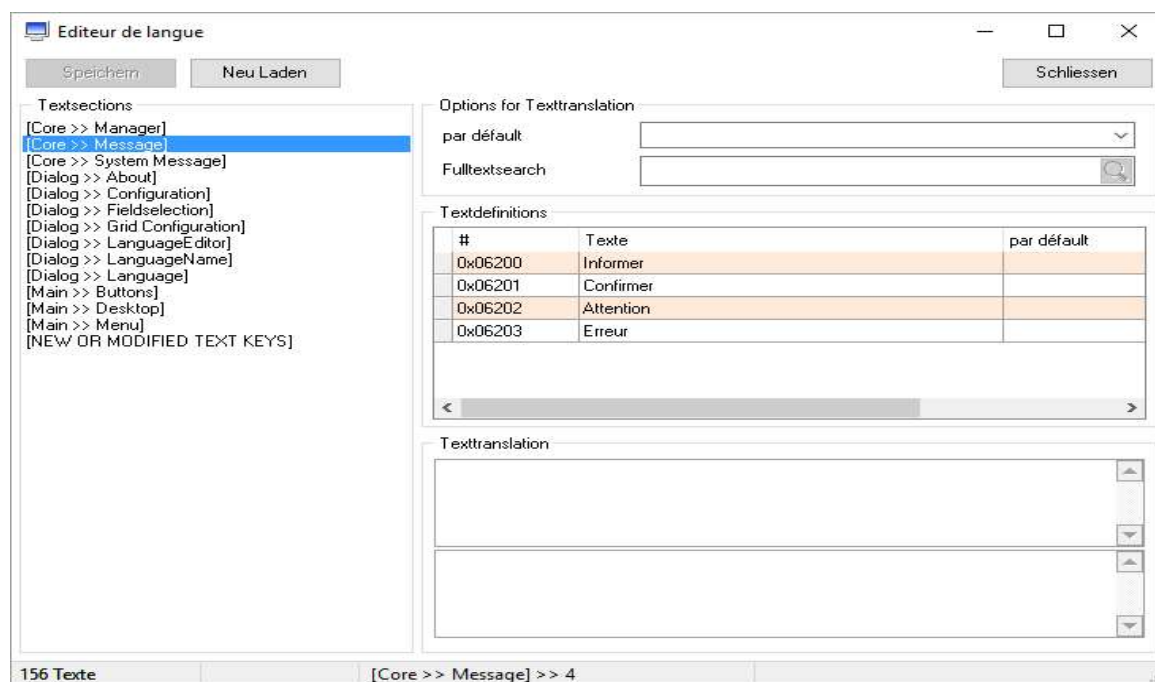 Editeur de langue
Speichern Neu Laden Schliessen
Textsections
[Core >> Manager]
[Core >> Message]
[Core >> System Message]
[Dialog >> About]
[Dialog >> Configuration]
[Dialog >> Fieldselection]
[Dialog >> Grid Configuration]
[Dialog >> LanguageEditor]
[Dialog >> LanguageName]
[Dialog >> Language]
[Main >> Buttons]
[Main >> Desktop]
[Main >> Menu]
[NEW OR MODIFIED TEXT KEYS]
Options for Texttranslation
par défault
Fulltextsearch
Textdefinitions
# Texte par défault
0x06200 Informer
0x06201 Confirmer
0x06202 Attention
0x06203 Erreur
Texttranslation
156 Texte [Core >> Message] >> 4